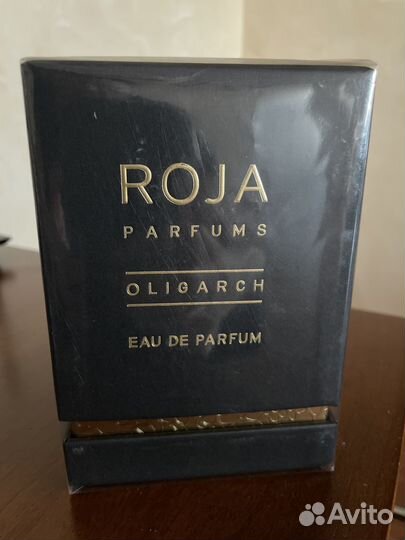 ROJA
PARFUMS
OLIGARCH
EAU DE PARFUM
Avito